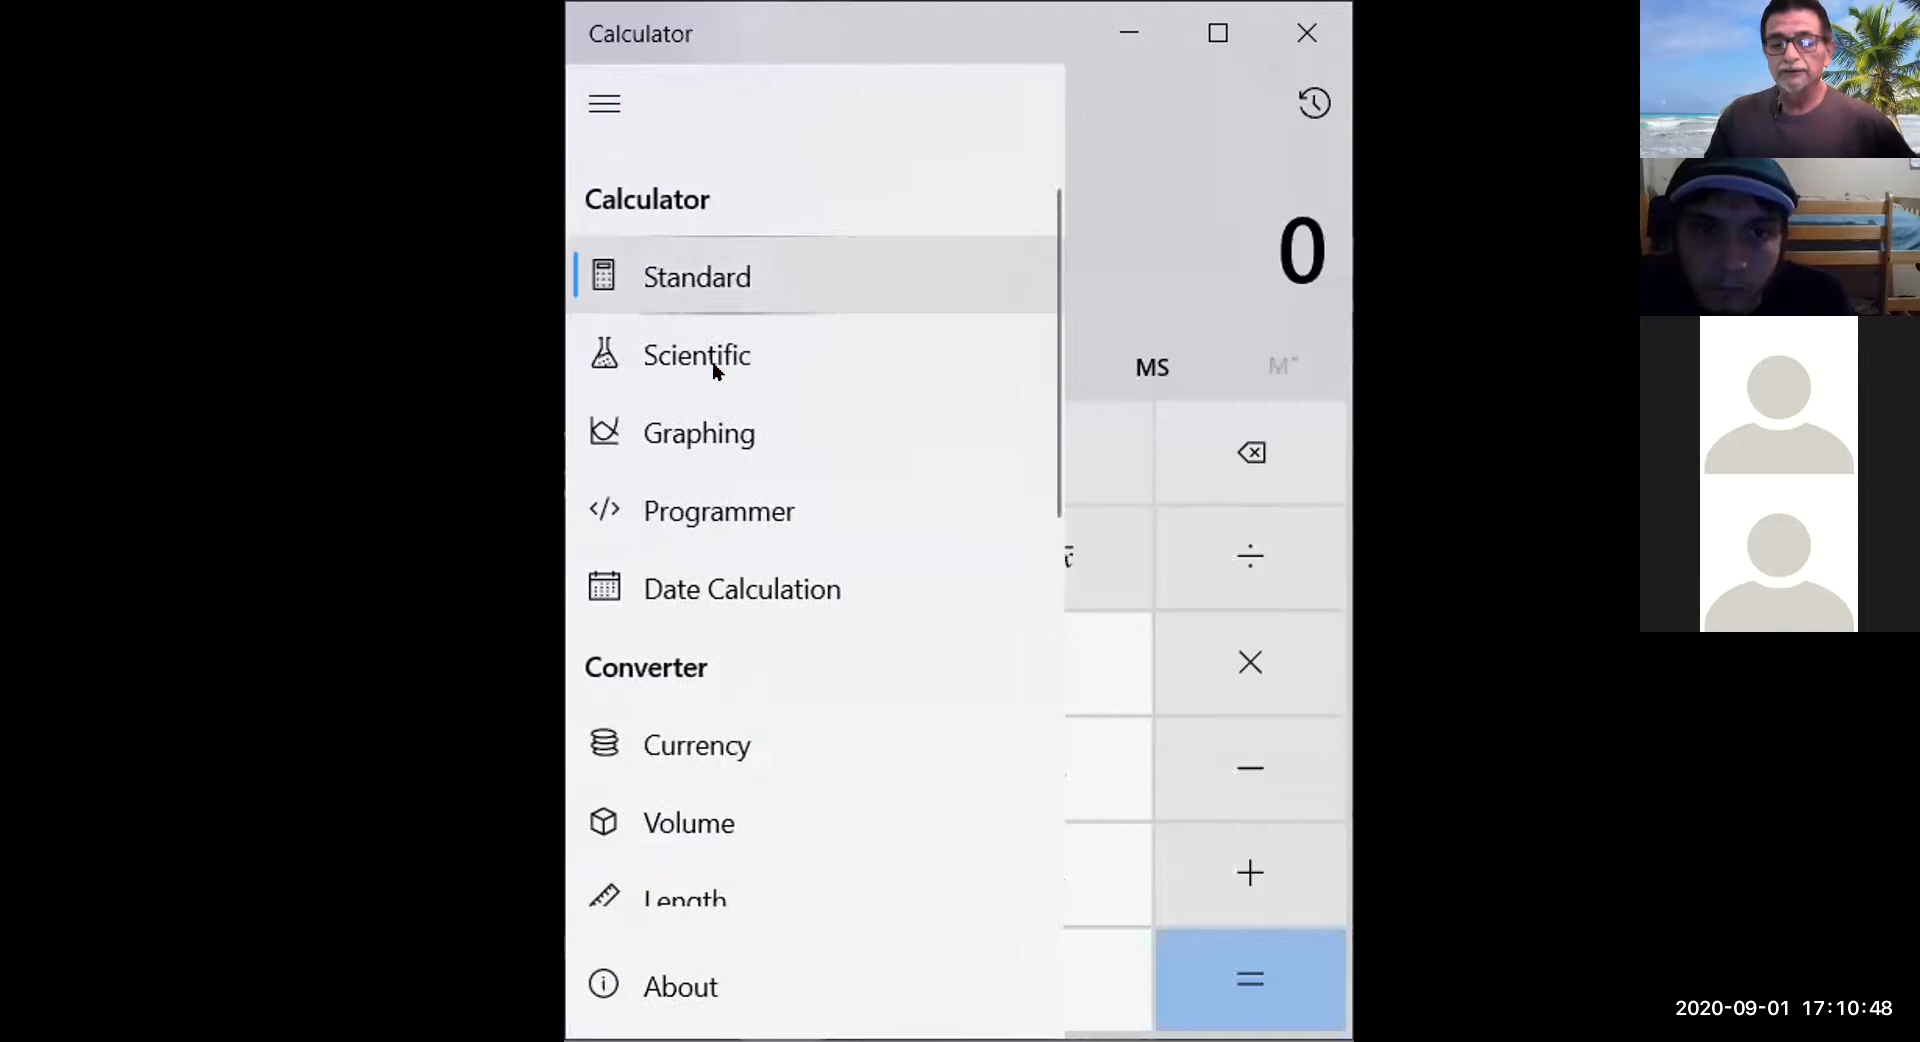 Calculator
Calculator
Standard
Scientific
Graphing
Programmer
Date Calculation
Converter
Currency
Volume
Length
About
0
MS
M-
÷
×
−
+
=
2020-09-01 17:10:48